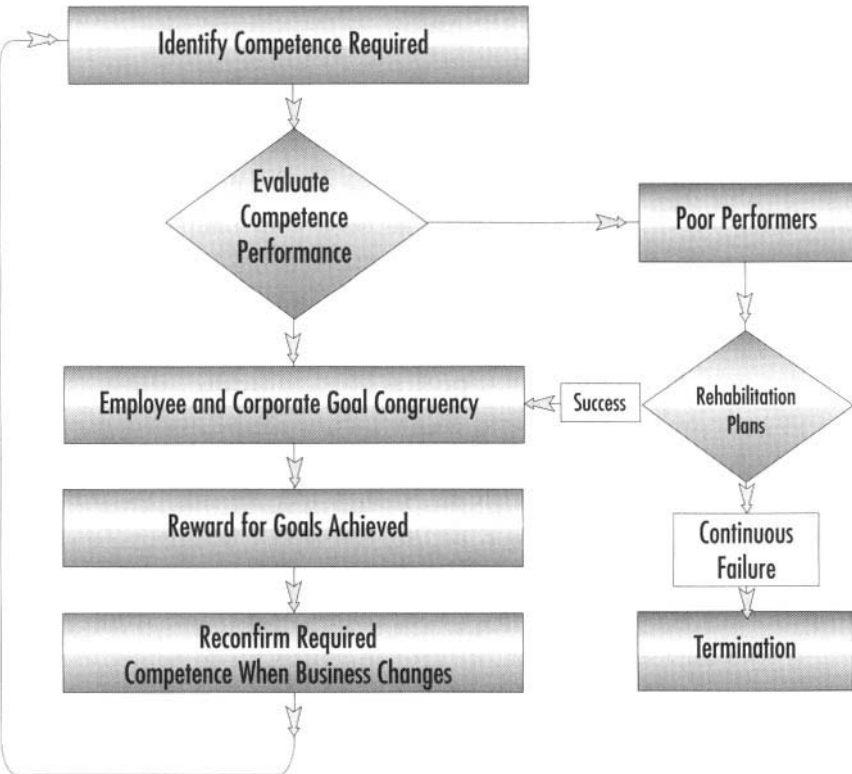 Identify Competence Required
Evaluate
Competence
Performance
Poor Performers
Employee and Corporate Goal Congruency
Success
Rehabilitation
Plans
Reward for Goals Achieved
Continuous
Failure
Reconfirm Required
Competence When Business Changes
Termination